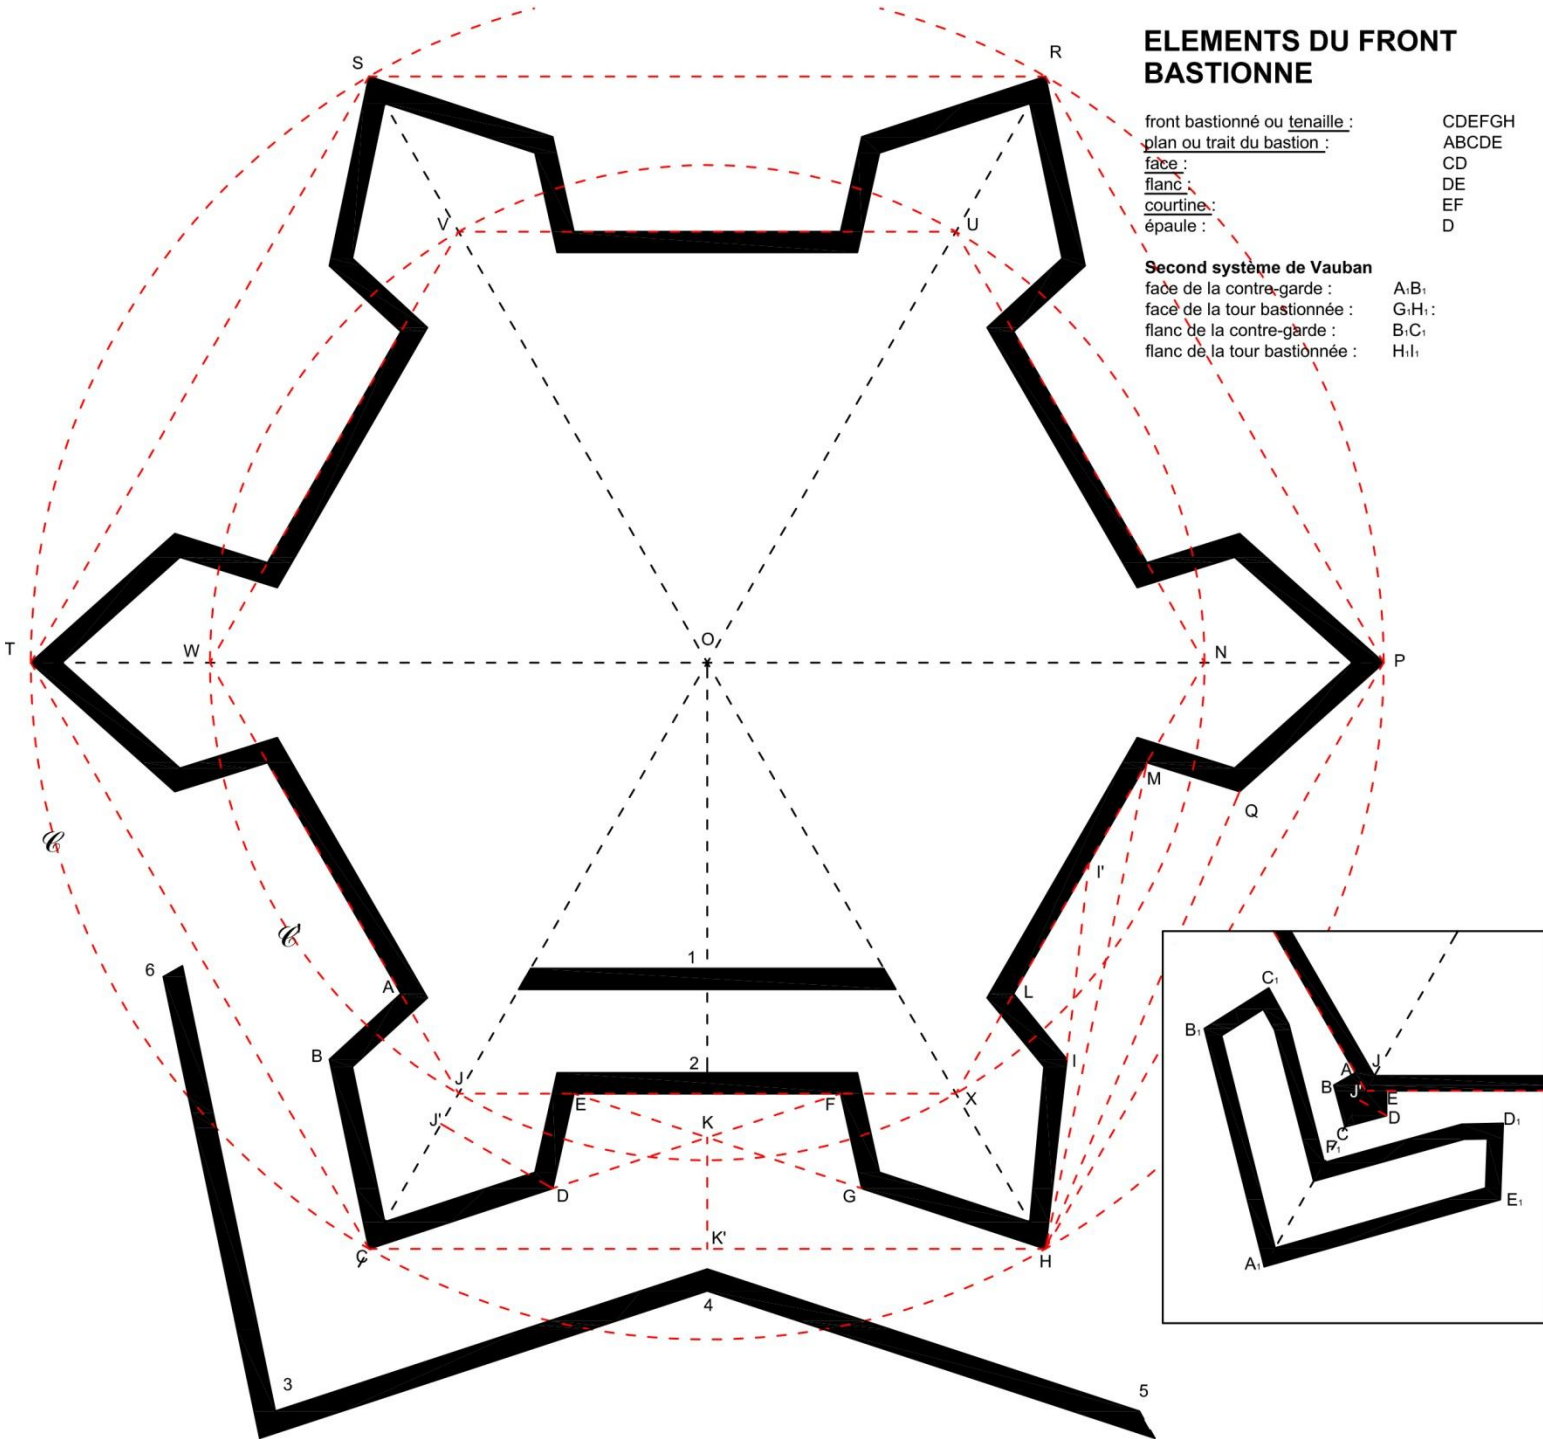 ELEMENTS DU FRONT
BASTIONNE
front bastionné ou tenaille : CDEFGH
plan ou trait du bastion : ABCDE
face : CD
flanc : DE
courtine : EF
épaule : D
Second système de Vauban
face de la contre-garde : A₁B₁
face de la tour bastionnée : G₁H₁ :
flanc de la contre-garde : B₁C₁
flanc de la tour bastionnée : H₁I₁
S
R
V
U
O
T
W
N
P
M
Q
𝒞
I'
𝒞'
1
6
A
L
B
2
I
J
X
E
F
J'
K
D
G
K'
C
H
4
3
5
C₁
B₁
J
A
B
J'
E
D
C
D₁
F₁
E₁
A₁